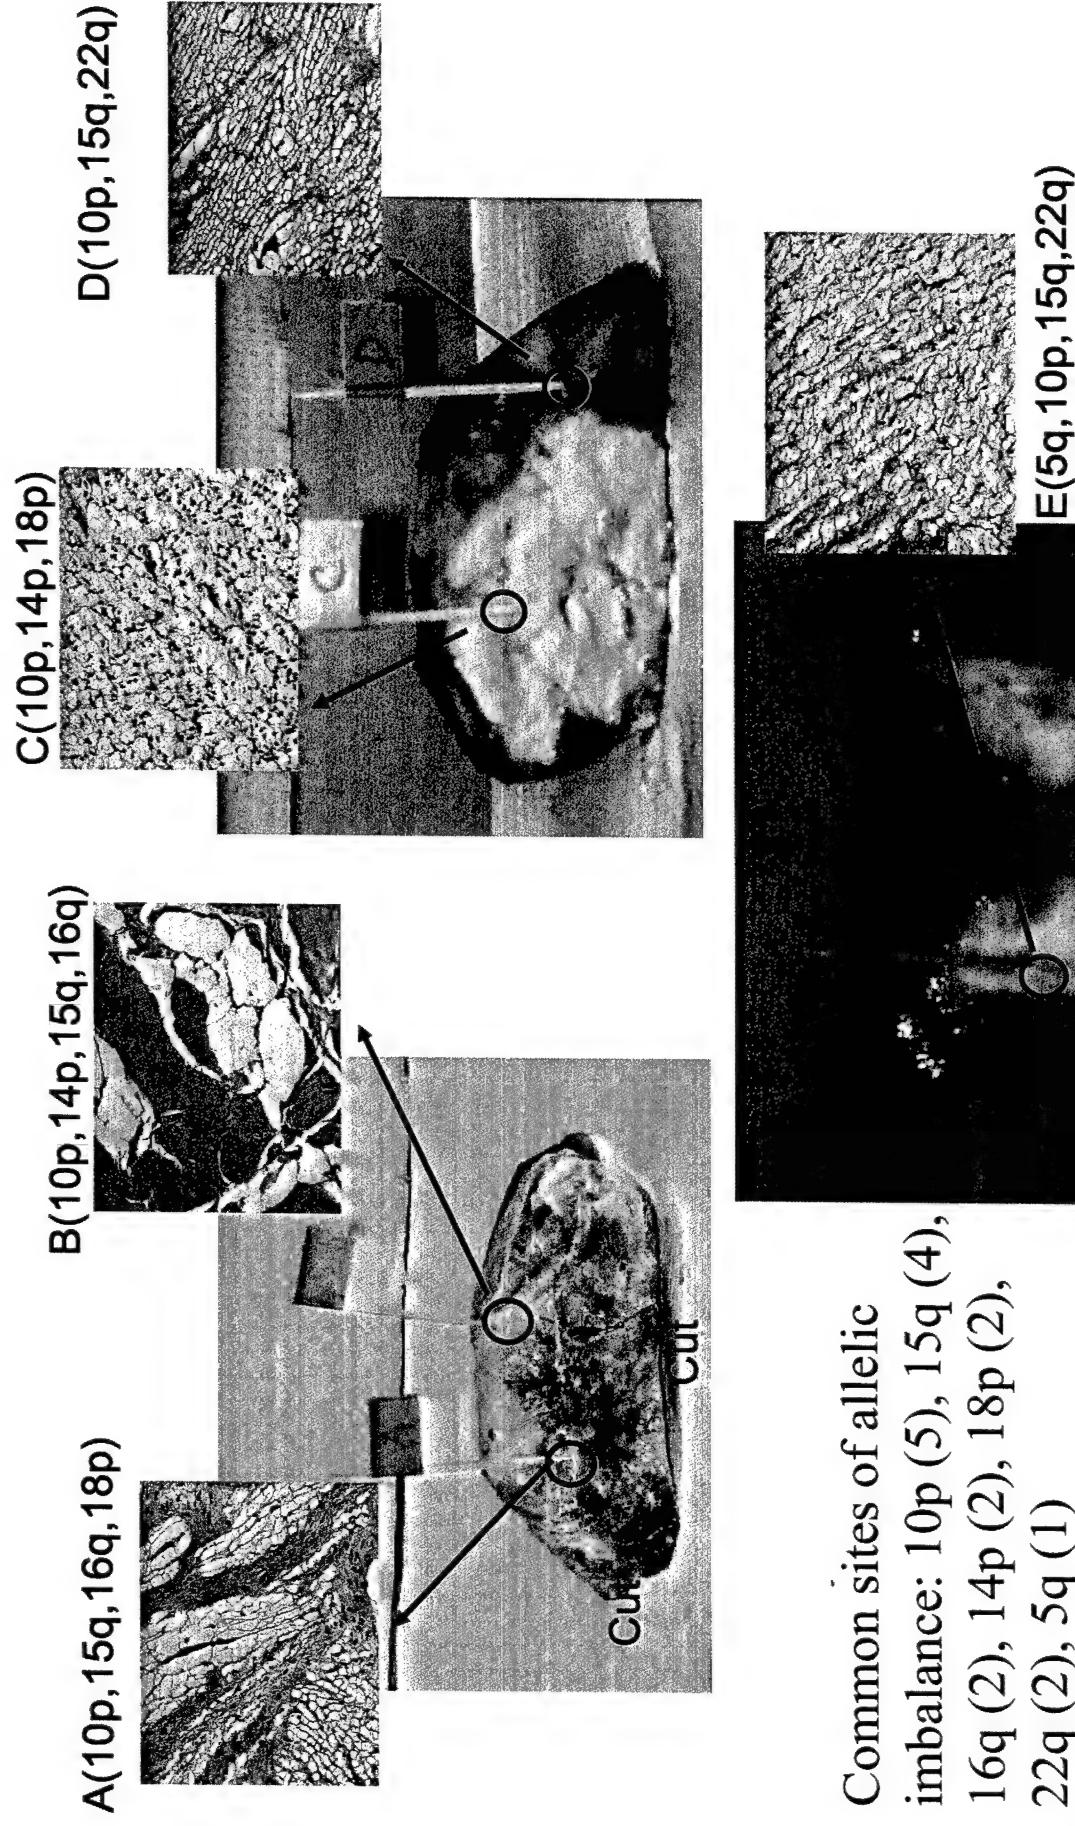 A(10p,15q,16q,18p)
B(10p,14p,15q,16q)
C(10p,14p,18p)
D(10p,15q,22q)
C
D
Cut
Cut
E(5q,10p,15q,22q)
Common sites of allelic
imbalance: 10p (5), 15q (4),
16q (2), 14p (2), 18p (2),
22q (2), 5q (1)